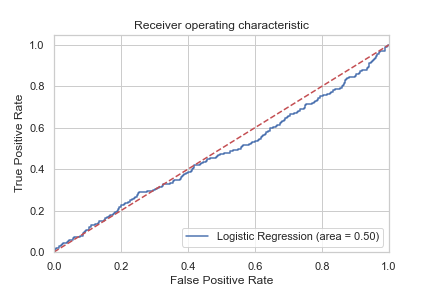 Receiver operating characteristic
True Positive Rate
1.0
0.8
0.6
0.4
0.2
0.0
Logistic Regression (area = 0.50)
0.0 0.2 0.4 0.6 0.8 1.0
False Positive Rate